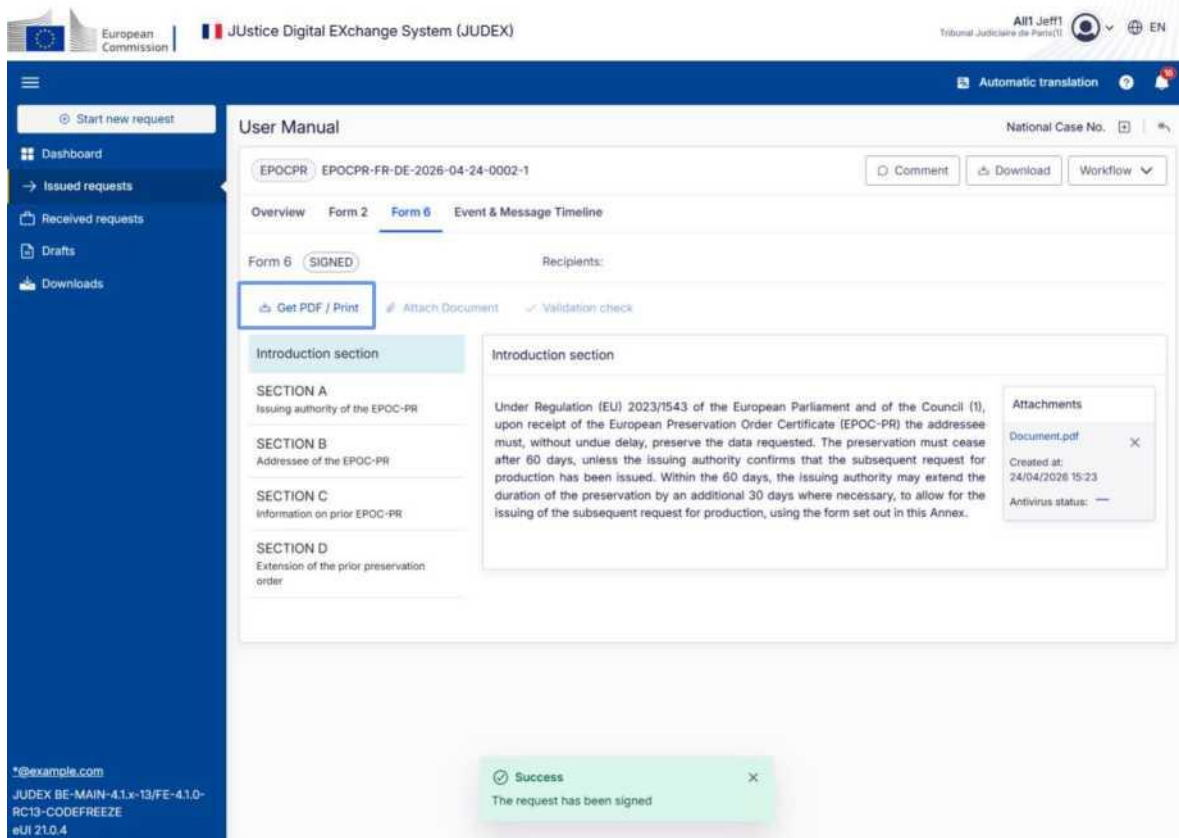 European
Commission
JUstice Digital EXchange System (JUDEX)
All1 Jeff1
Tribunal Judiciaire de Paris(1)
EN
Automatic translation
Start new request
Dashboard
Issued requests
Received requests
Drafts
Downloads
User Manual
National Case No.
EPOCPR EPOCPR-FR-DE-2026-04-24-0002-1
Comment
Download
Workflow
Overview Form 2 Form 6 Event & Message Timeline
Form 6 SIGNED
Recipients:
Get PDF / Print
Attach Document
Validation check
Introduction section
SECTION A
Issuing authority of the EPOC-PR
SECTION B
Addressee of the EPOC-PR
SECTION C
Information on prior EPOC-PR
SECTION D
Extension of the prior preservation
order
Introduction section
Under Regulation (EU) 2023/1543 of the European Parliament and of the Council (1),
upon receipt of the European Preservation Order Certificate (EPOC-PR) the addressee
must, without undue delay, preserve the data requested. The preservation must cease
after 60 days, unless the issuing authority confirms that the subsequent request for
production has been issued. Within the 60 days, the issuing authority may extend the
duration of the preservation by an additional 30 days where necessary, to allow for the
issuing of the subsequent request for production, using the form set out in this Annex.
Attachments
Document.pdf
Created at:
24/04/2026 15:23
Antivirus status:
Success
The request has been signed
*@example.com
JUDEX BE-MAIN-4.1.x-13/FE-4.1.0-
RC13-CODEFREEZE
eUI 21.0.4